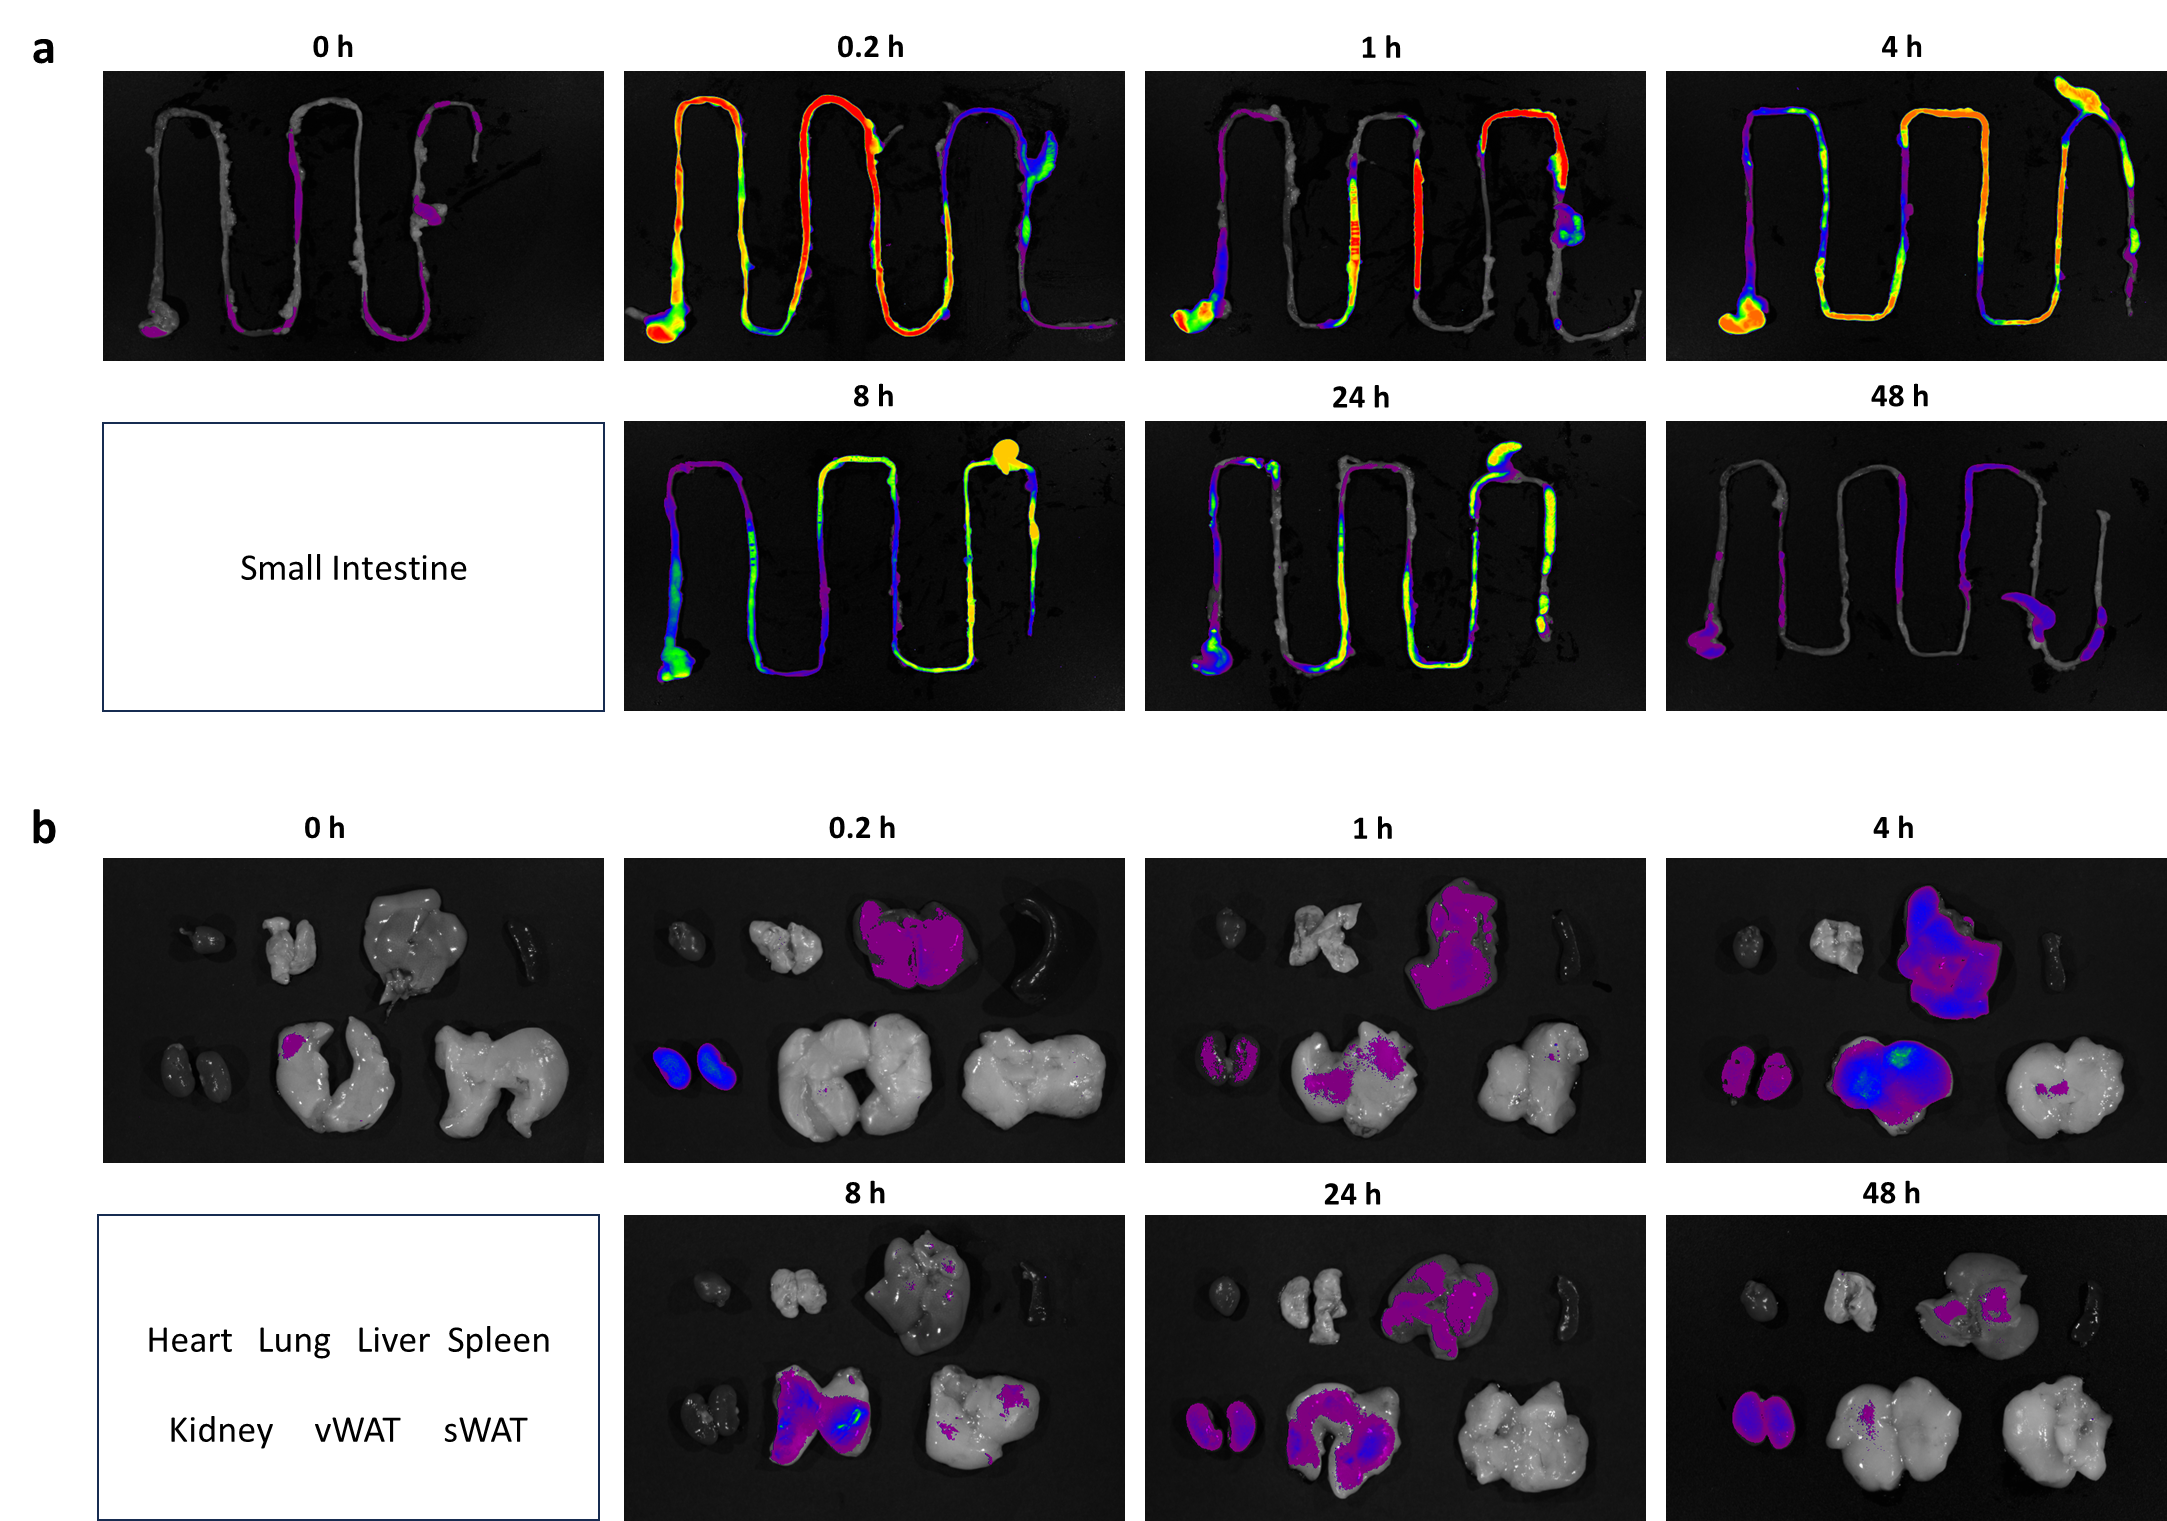 a
0 h
0.2 h
1 h
4 h
Small Intestine
8 h
24 h
48 h
b
0 h
0.2 h
1 h
4 h
8 h
24 h
48 h
Heart Lung Liver Spleen
Kidney vWAT sWAT